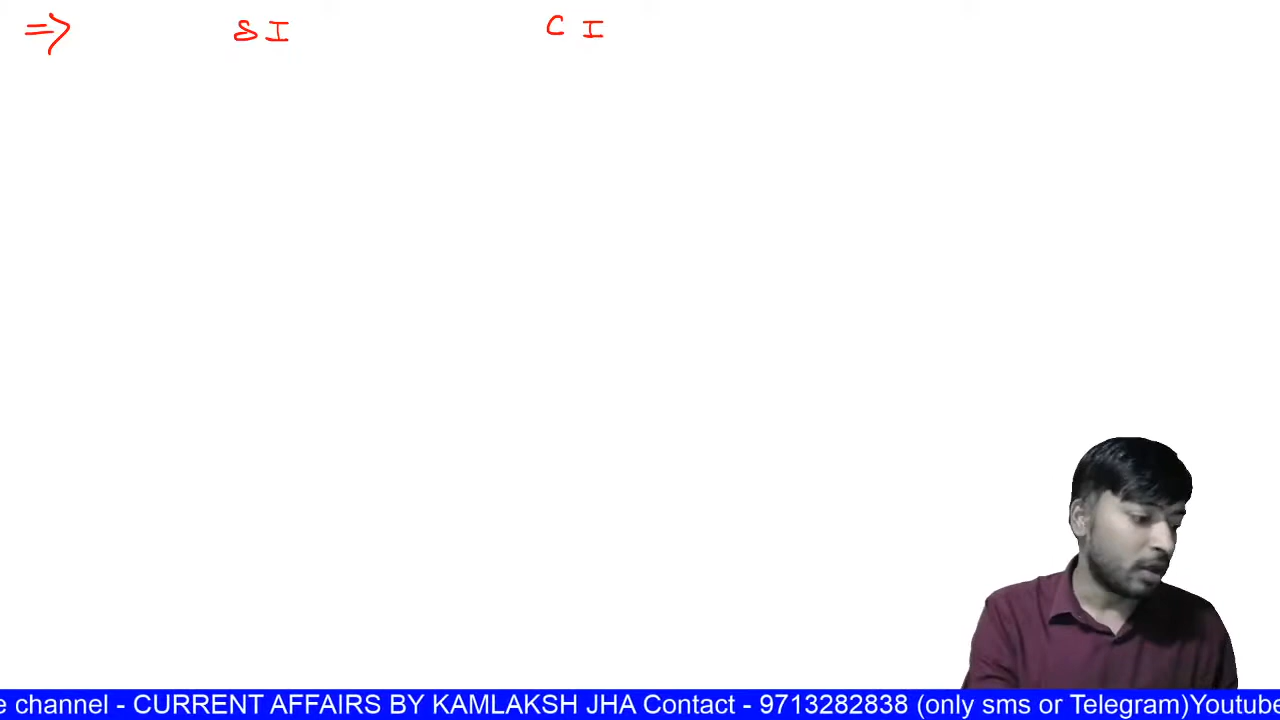 ⇒ SI CI
e channel - CURRENT AFFAIRS BY KAMLAKSH JHA Contact - 9713282838 (only sms or Telegram)Youtube